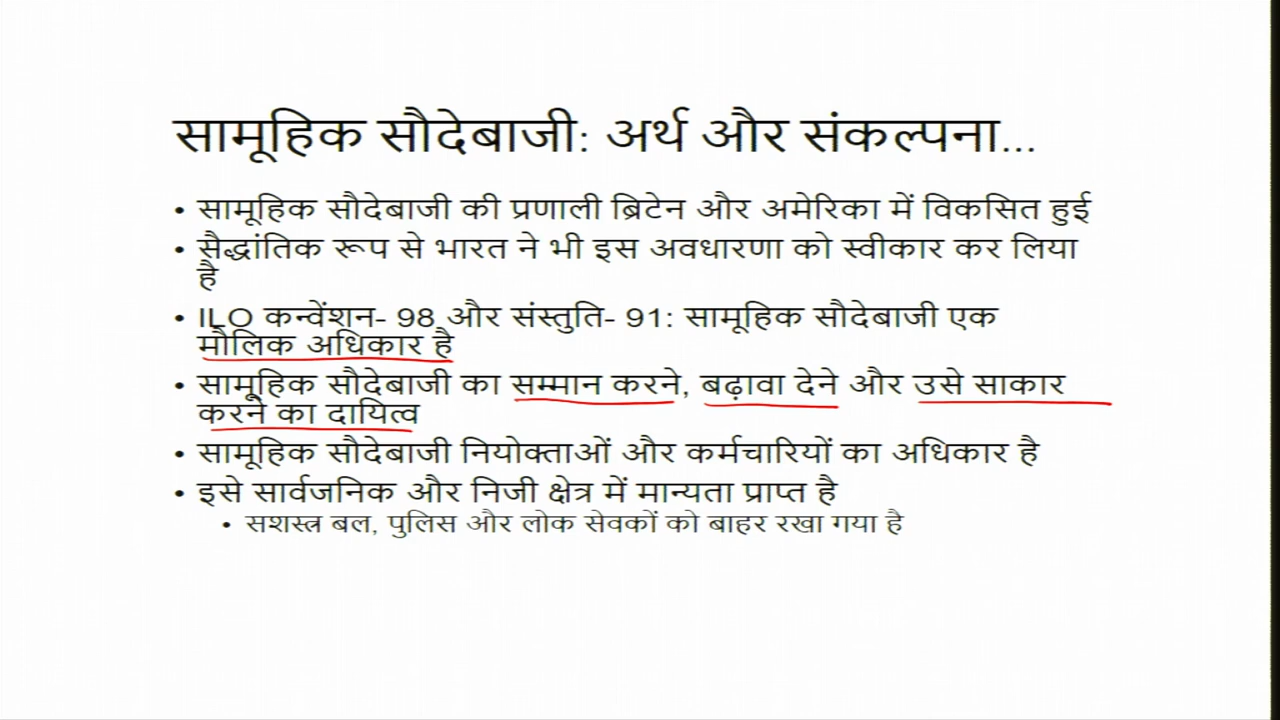 सामूहिक सौदेबाजी: अर्थ और संकल्पना...
• सामूहिक सौदेबाजी की प्रणाली ब्रिटेन और अमेरिका में विकसित हुई
• सैद्धांतिक रूप से भारत ने भी इस अवधारणा को स्वीकार कर लिया
है
• ILO कन्वेंशन- 98 और संस्तुति- 91: सामूहिक सौदेबाजी एक
मौलिक अधिकार है
• सामूहिक सौदेबाजी का सम्मान करने, बढ़ावा देने और उसे साकार
करने का दायित्व
• सामूहिक सौदेबाजी नियोक्ताओं और कर्मचारियों का अधिकार है
• इसे सार्वजनिक और निजी क्षेत्र में मान्यता प्राप्त है
• सशस्त्र बल, पुलिस और लोक सेवकों को बाहर रखा गया है